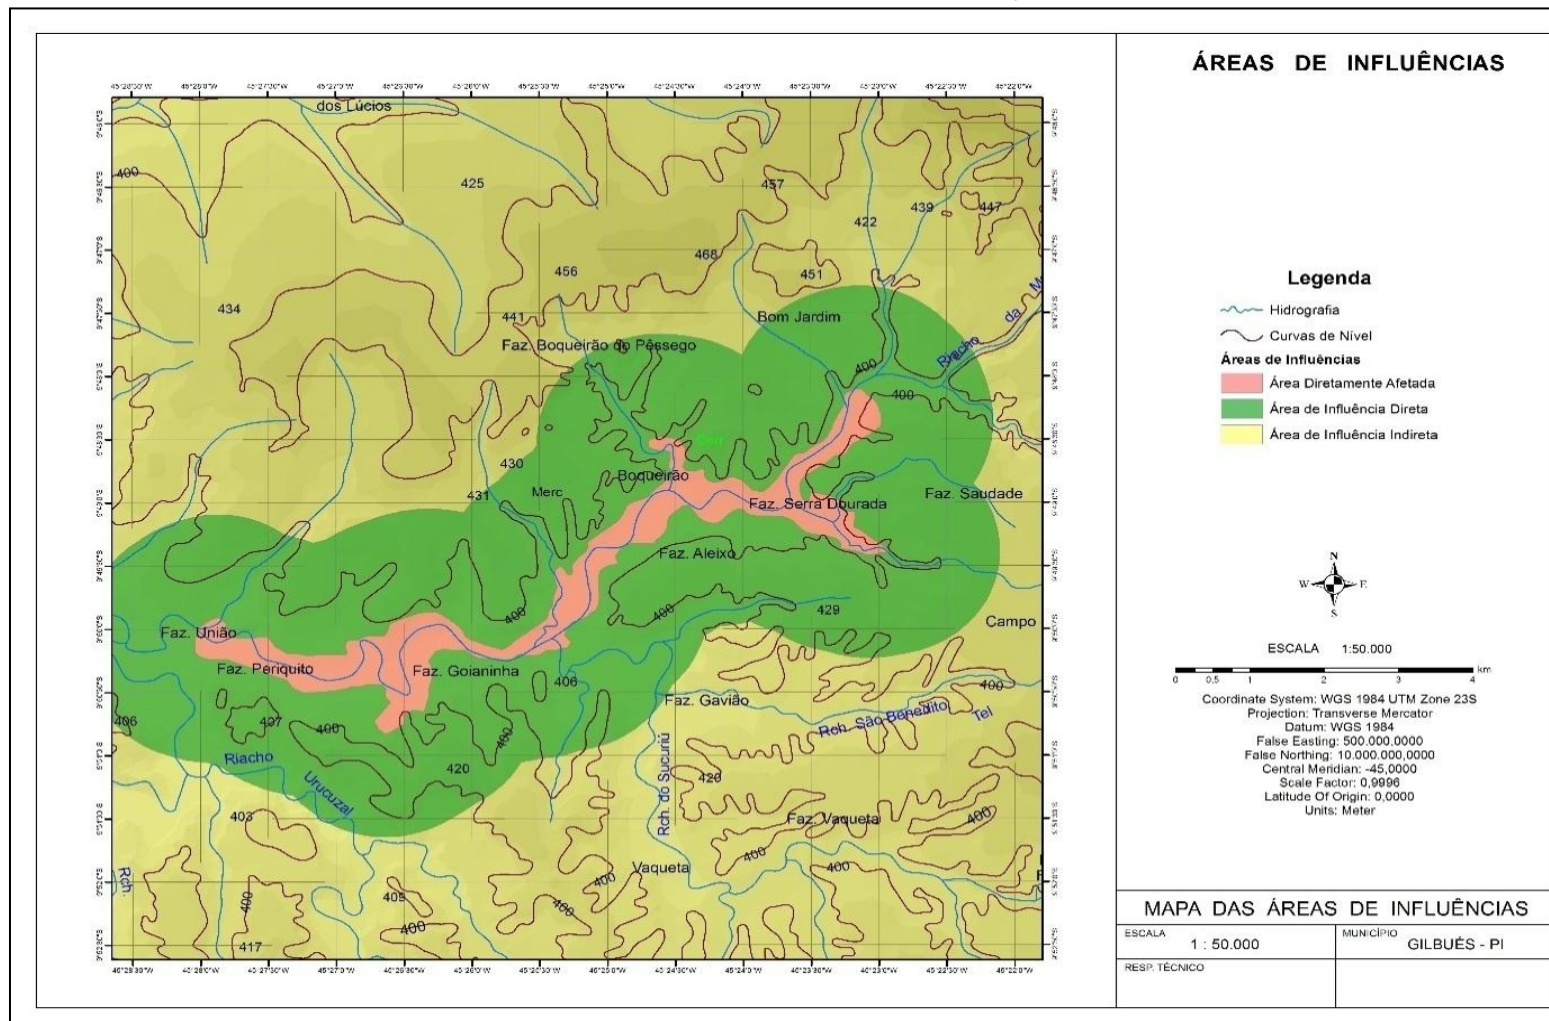 ÁREAS DE INFLUÊNCIAS
dos Lúcios
400
425
457
439
447
422
468
456
451
434
441
Bom Jardim
Riacho da M
Faz. Boqueirão do Pêssego
400
400
430
Boqueirão
431
Merc
Faz. Serra Dourada
Faz. Saudade
Faz. Aleixo
400
400
429
Campo
Faz. União
Faz. Periquito
Faz. Goianinha
406
Faz. Gavião
400
Rch. São Benedito
Tel
406
407
400
400
Riacho Urucuzal
420
Rch. do Sucuriú
420
403
Faz. Vaqueta
400
400
Vaqueta
400
400
Rch.
400
409
400
400
417
Legenda
Hidrografia
Curvas de Nível
Áreas de Influências
Área Diretamente Afetada
Área de Influência Direta
Área de Influência Indireta
N
W E
S
ESCALA 1:50.000
0 0,5 1 2 3 4 km
Coordinate System: WGS 1984 UTM Zone 23S
Projection: Transverse Mercator
Datum: WGS 1984
False Easting: 500.000,0000
False Northing: 10.000.000,0000
Central Meridian: -45,0000
Scale Factor: 0,9996
Latitude Of Origin: 0,0000
Units: Meter
MAPA DAS ÁREAS DE INFLUÊNCIAS
ESCALA
1 : 50.000
MUNICÍPIO
GILBUÉS - PI
RESP. TÉCNICO